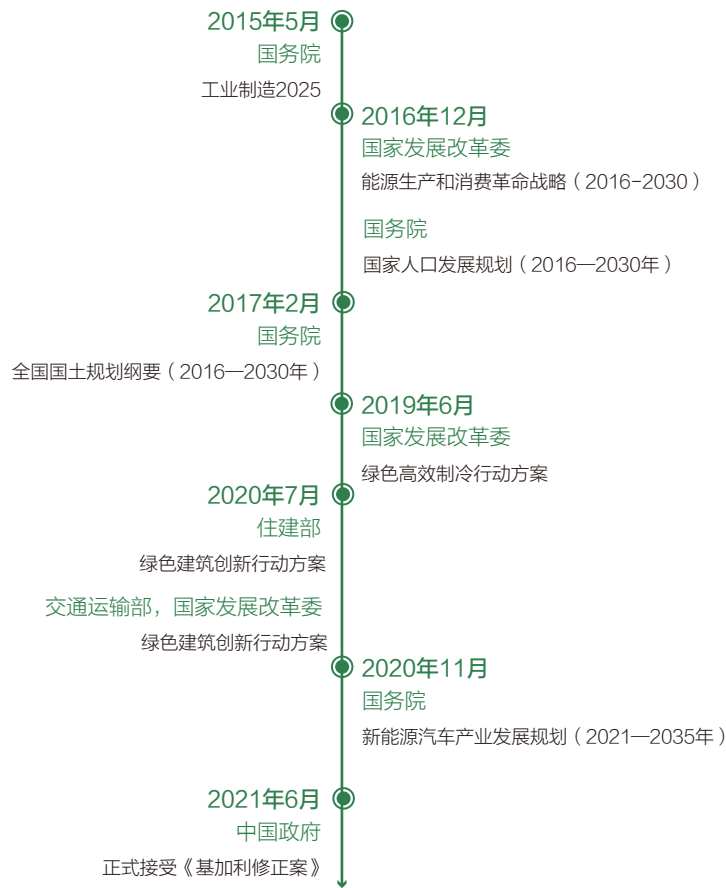 2015年5月
国务院
工业制造2025
2016年12月
国家发展改革委
能源生产和消费革命战略（2016-2030）
国务院
国家人口发展规划（2016—2030年）
2017年2月
国务院
全国国土规划纲要（2016—2030年）
2019年6月
国家发展改革委
绿色高效制冷行动方案
2020年7月
住建部
绿色建筑创新行动方案
交通运输部，国家发展改革委
绿色建筑创新行动方案
2020年11月
国务院
新能源汽车产业发展规划（2021—2035年）
2021年6月
中国政府
正式接受《基加利修正案》